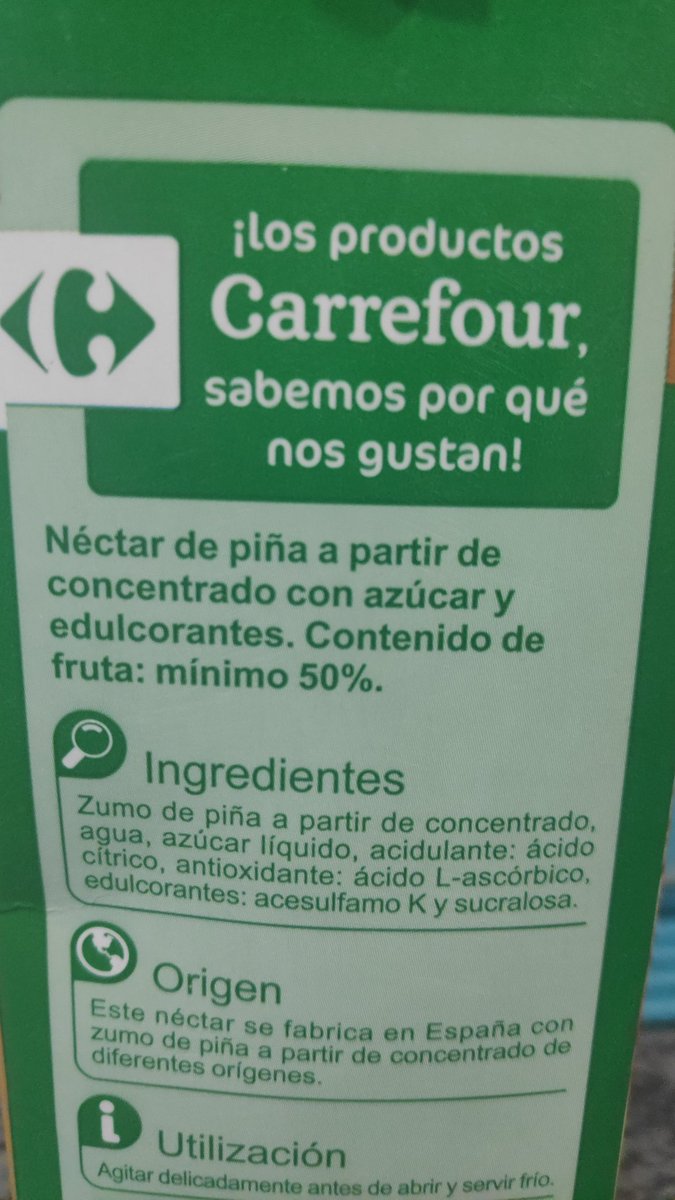 ¡los productos
Carrefour,
sabemos por qué
nos gustan!
Néctar de piña a partir de
concentrado con azúcar y
edulcorantes. Contenido de
fruta: mínimo 50%.
Ingredientes
Zumo de piña a partir de concentrado,
agua, azúcar líquido, acidulante: ácido
cítrico, antioxidante: ácido L-ascórbico,
edulcorantes: acesulfamo K y sucralosa.
Origen
Este néctar se fabrica en España con
zumo de piña a partir de concentrado de
diferentes orígenes.
Utilización
Agitar delicadamente antes de abrir y servir frío.